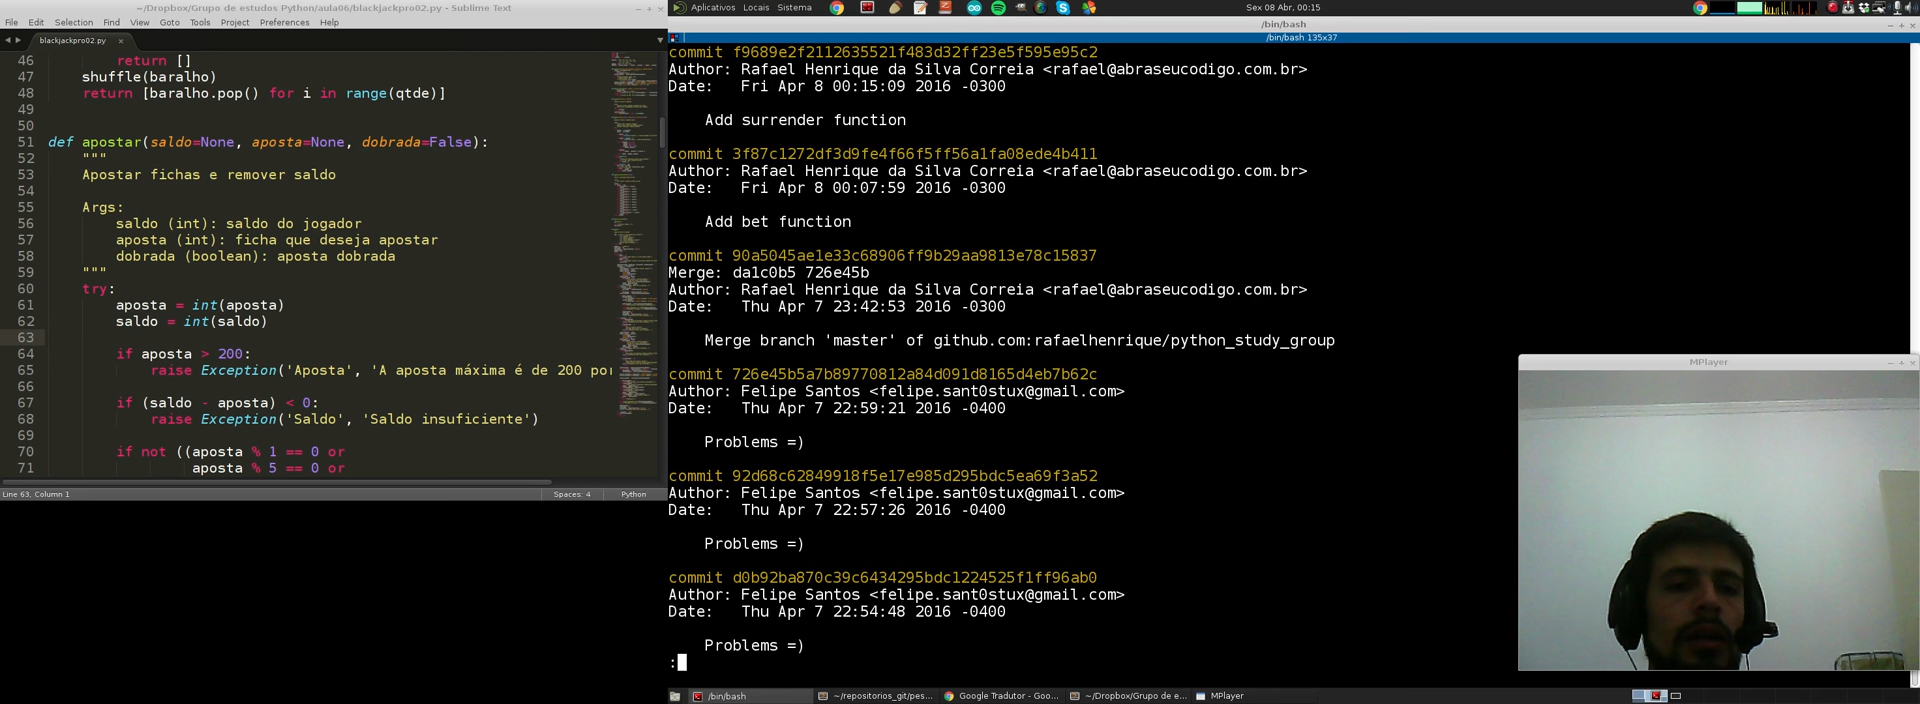 ~/Dropbox/Grupo de estudos Python/aula06/blackjackpro02.py - Sublime Text
File Edit Selection Find View Goto Tools Project Preferences Help
blackjackpro02.py ×
46 return []
47 shuffle(baralho)
48 return [baralho.pop() for i in range(qtde)]
49
50
51 def apostar(saldo=None, aposta=None, dobrada=False):
52 """
53 Apostar fichas e remover saldo
54
55 Args:
56 saldo (int): saldo do jogador
57 aposta (int): ficha que deseja apostar
58 dobrada (boolean): aposta dobrada
59 """
60 try:
61 aposta = int(aposta)
62 saldo = int(saldo)
63
64 if aposta > 200:
65 raise Exception('Aposta', 'A aposta máxima é de 200 por
66
67 if (saldo - aposta) < 0:
68 raise Exception('Saldo', 'Saldo insuficiente')
69
70 if not ((aposta % 1 == 0 or
71 aposta % 5 == 0 or
Line 63, Column 1 Spaces: 4 Python
Aplicativos Locais Sistema Sex 08 Abr, 00:15
/bin/bash
/bin/bash 135x37
commit f9689e2f2112635521f483d32ff23e5f595e95c2
Author: Rafael Henrique da Silva Correia <rafael@abraseucodigo.com.br>
Date: Fri Apr 8 00:15:09 2016 -0300
Add surrender function
commit 3f87c1272df3d9fe4f66f5ff56a1fa08ede4b411
Author: Rafael Henrique da Silva Correia <rafael@abraseucodigo.com.br>
Date: Fri Apr 8 00:07:59 2016 -0300
Add bet function
commit 90a5045ae1e33c68906ff9b29aa9813e78c15837
Merge: da1c0b5 726e45b
Author: Rafael Henrique da Silva Correia <rafael@abraseucodigo.com.br>
Date: Thu Apr 7 23:42:53 2016 -0300
Merge branch 'master' of github.com:rafaelhenrique/python_study_group
commit 726e45b5a7b89770812a84d091d8165d4eb7b62c
Author: Felipe Santos <felipe.sant0stux@gmail.com>
Date: Thu Apr 7 22:59:21 2016 -0400
Problems =)
commit 92d68c62849918f5e17e985d295bdc5ea69f3a52
Author: Felipe Santos <felipe.sant0stux@gmail.com>
Date: Thu Apr 7 22:57:26 2016 -0400
Problems =)
commit d0b92ba870c39c6434295bdc1224525f1ff96ab0
Author: Felipe Santos <felipe.sant0stux@gmail.com>
Date: Thu Apr 7 22:54:48 2016 -0400
Problems =)
:
MPlayer
/bin/bash ~/repositorios_git/pes... Google Tradutor - Goo... ~/Dropbox/Grupo de e... MPlayer